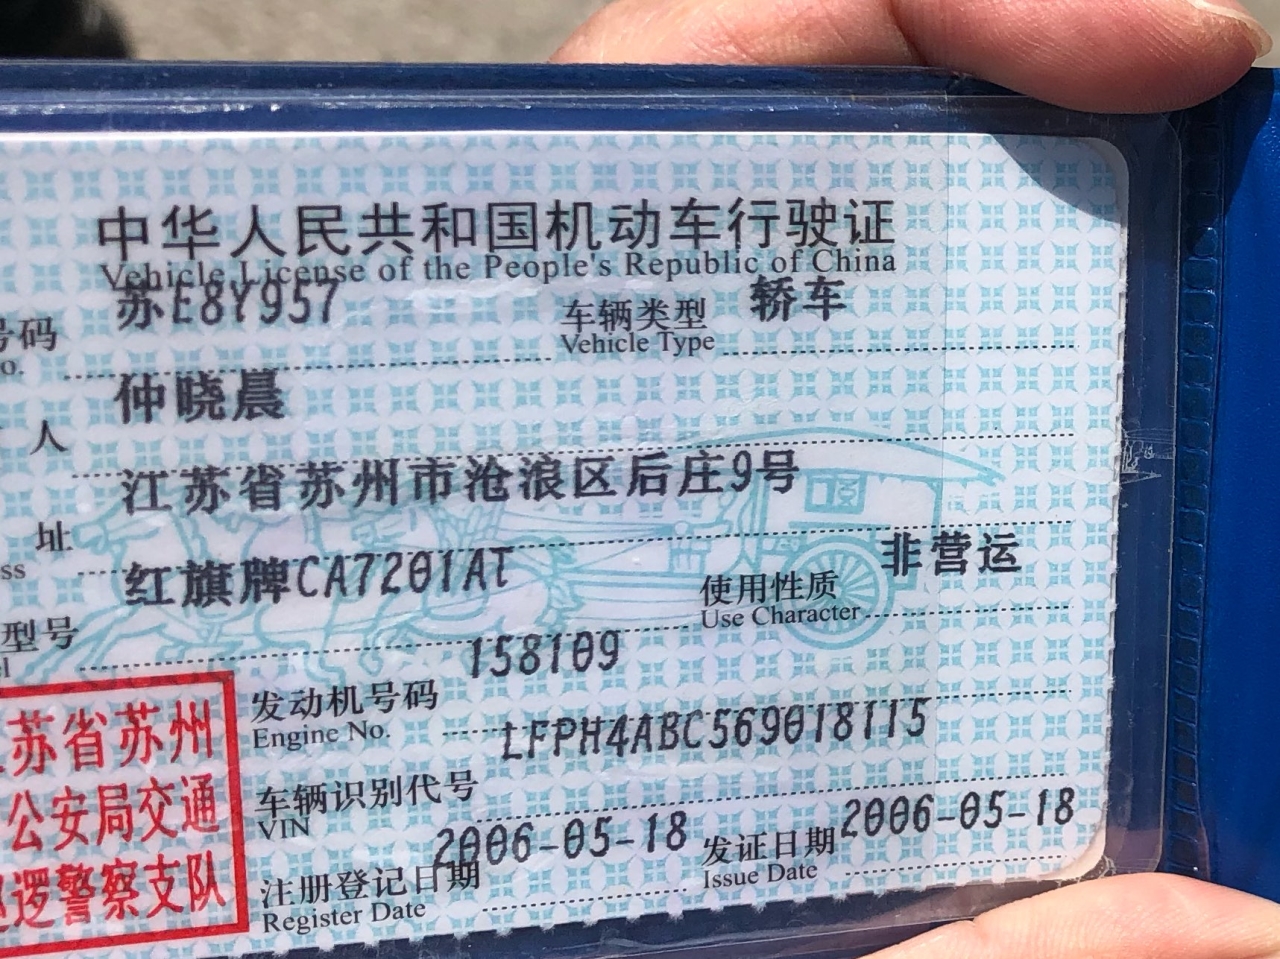 中华人民共和国机动车行驶证
Vehicle License of the People's Republic of China
号码 苏E8Y957 车辆类型 轿车
o. Vehicle Type
人 仲晓晨
址 江苏省苏州市沧浪区后庄9号
ss
型号 红旗牌CA7201AT 使用性质 非营运
Use Character
发动机号码 158109
Engine No.
车辆识别代号 LFPH4ABC569018115
VIN
注册登记日期 2006-05-18 发证日期 2006-05-18
Register Date Issue Date
苏省苏州
公安局交通
逻警察支队